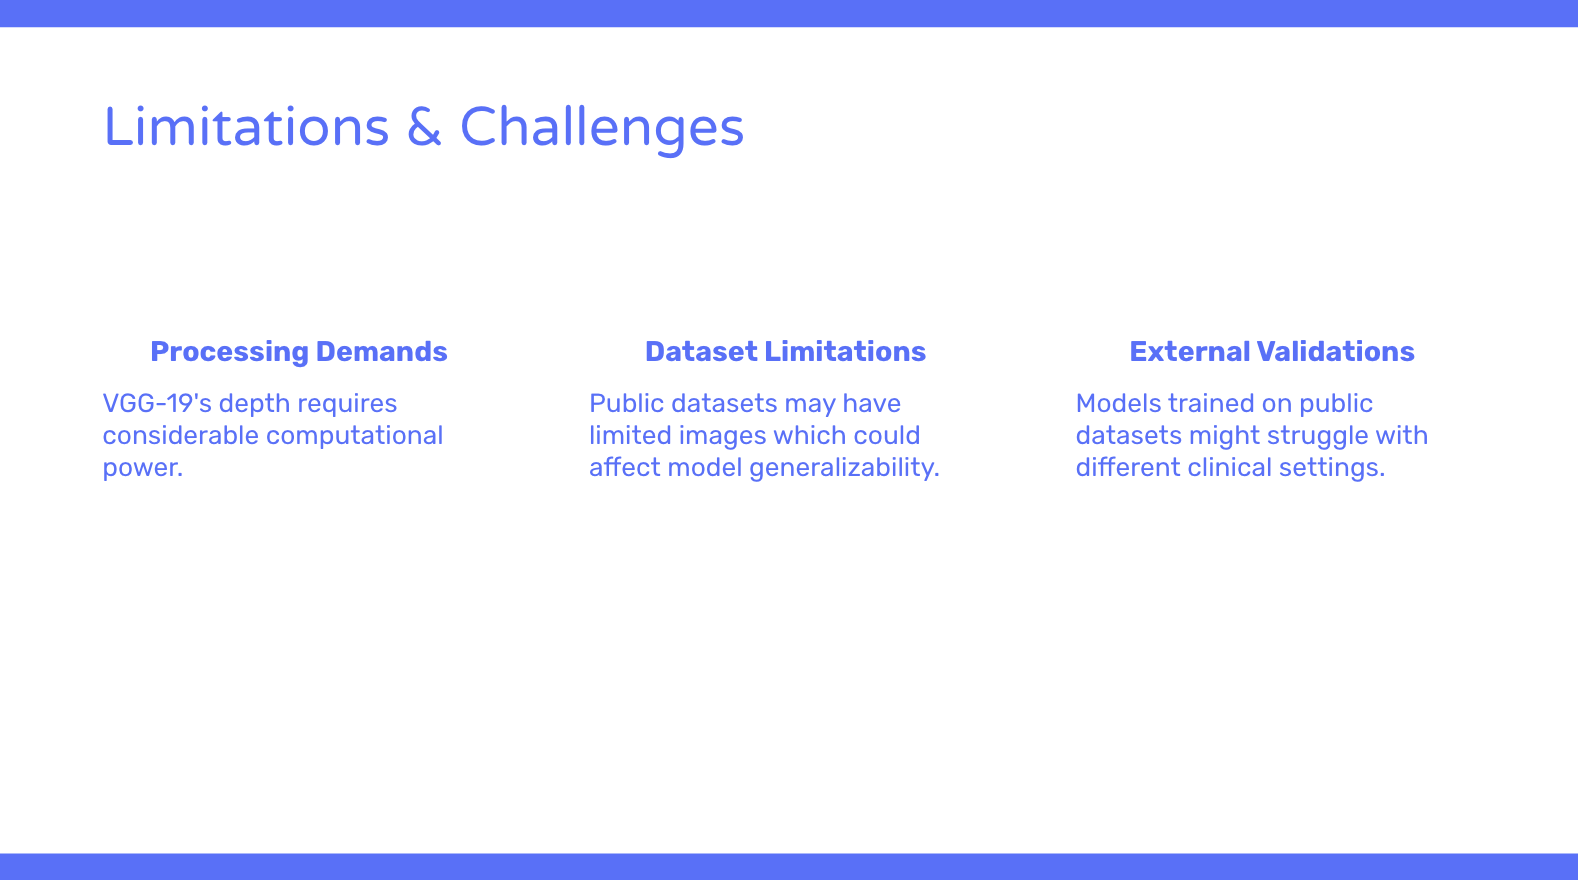 Limitations & Challenges
Processing Demands
VGG-19's depth requires
considerable computational
power.
Dataset Limitations
Public datasets may have
limited images which could
affect model generalizability.
External Validations
Models trained on public
datasets might struggle with
different clinical settings.